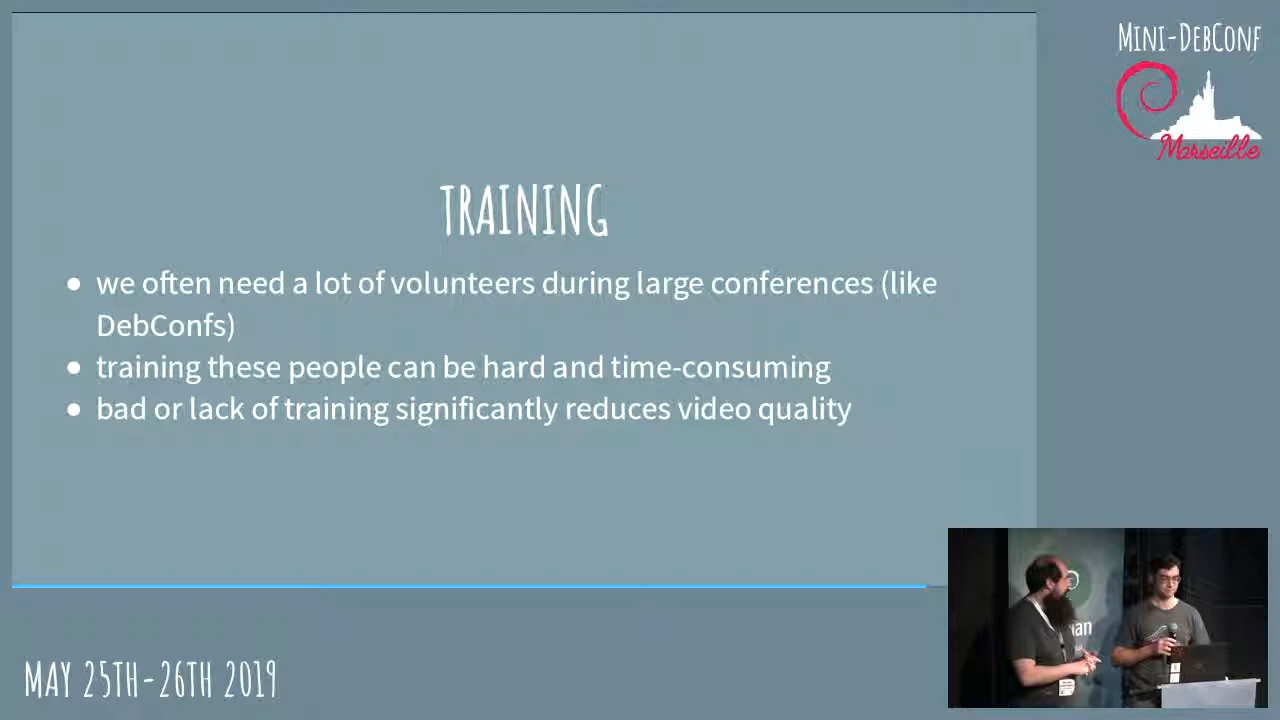 MINI-DEBCONF
Marseille
TRAINING
• we often need a lot of volunteers during large conferences (like
DebConfs)
• training these people can be hard and time-consuming
• bad or lack of training significantly reduces video quality
MAY 25TH-26TH 2019